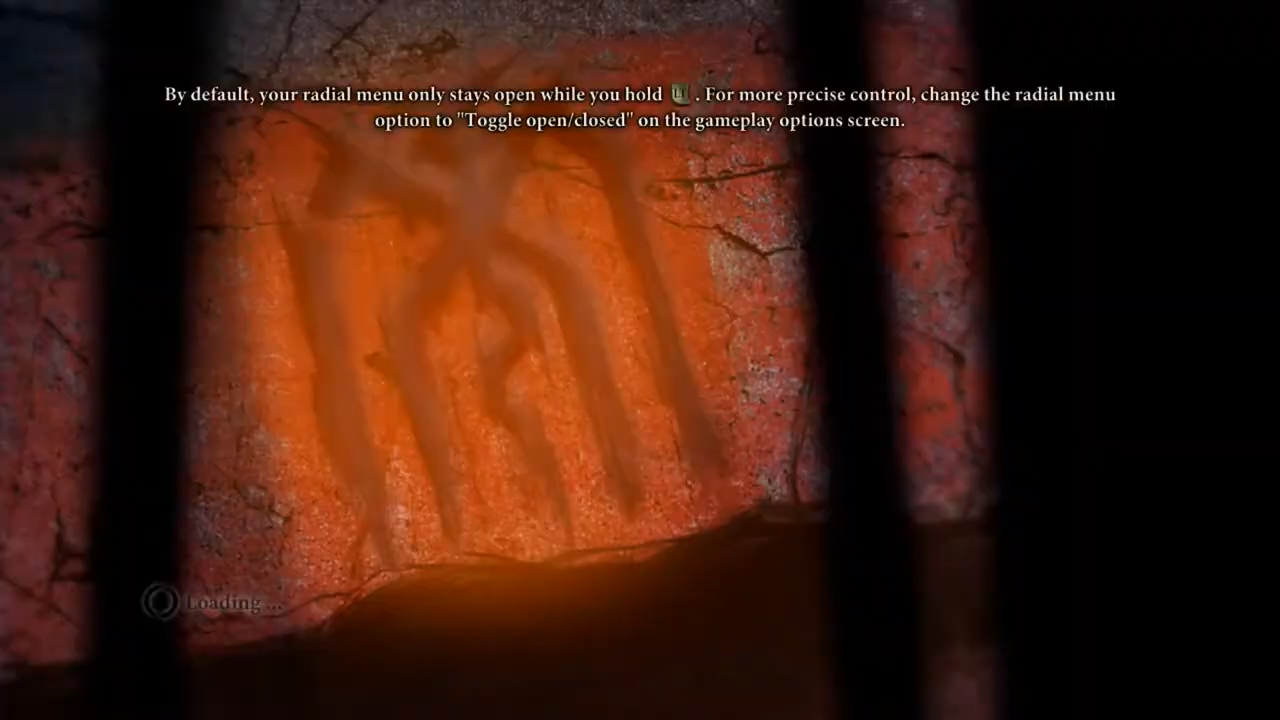 By default, your radial menu only stays open while you hold LT . For more precise control, change the radial menu
option to "Toggle open/closed" on the gameplay options screen.
Loading ...